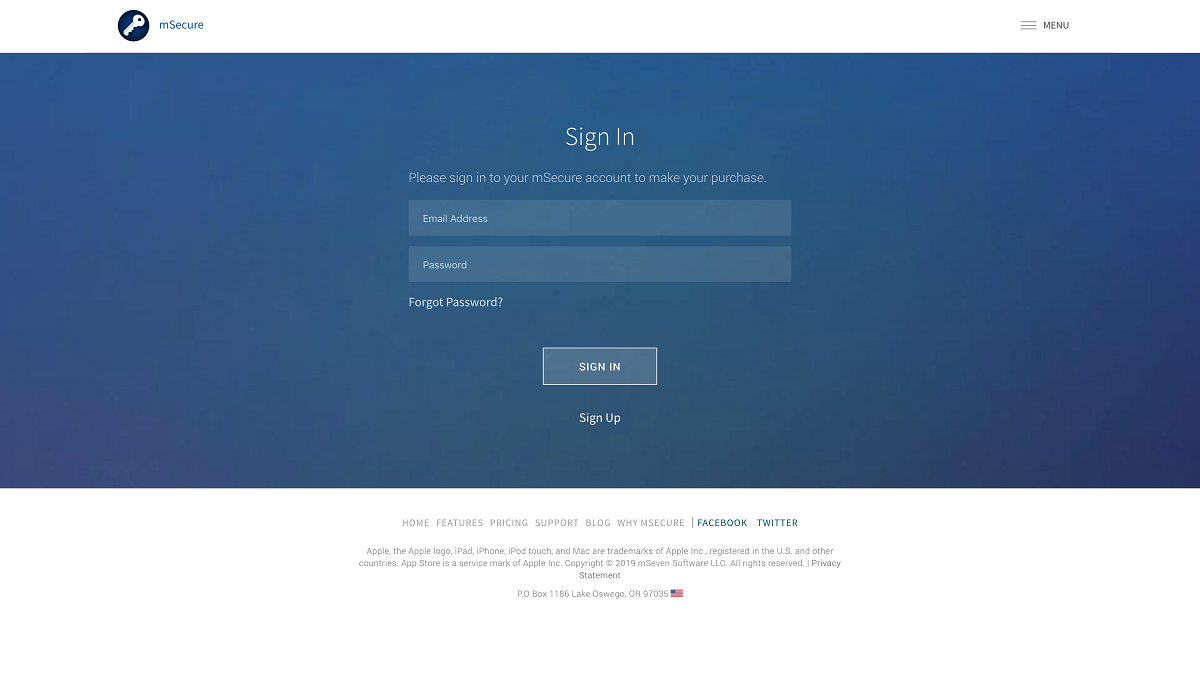 mSecure
MENU
Sign In
Please sign in to your mSecure account to make your purchase.
Email Address
Password
Forgot Password?
SIGN IN
Sign Up
HOME FEATURES PRICING SUPPORT BLOG WHY MSECURE | FACEBOOK TWITTER
Apple, the Apple logo, iPad, iPhone, iPod touch, and Mac are trademarks of Apple Inc., registered in the U.S. and other
countries. App Store is a service mark of Apple Inc. Copyright © 2019 mSeven Software LLC. All rights reserved. | Privacy
Statement
P.O Box 1186 Lake Oswego, OR 97035